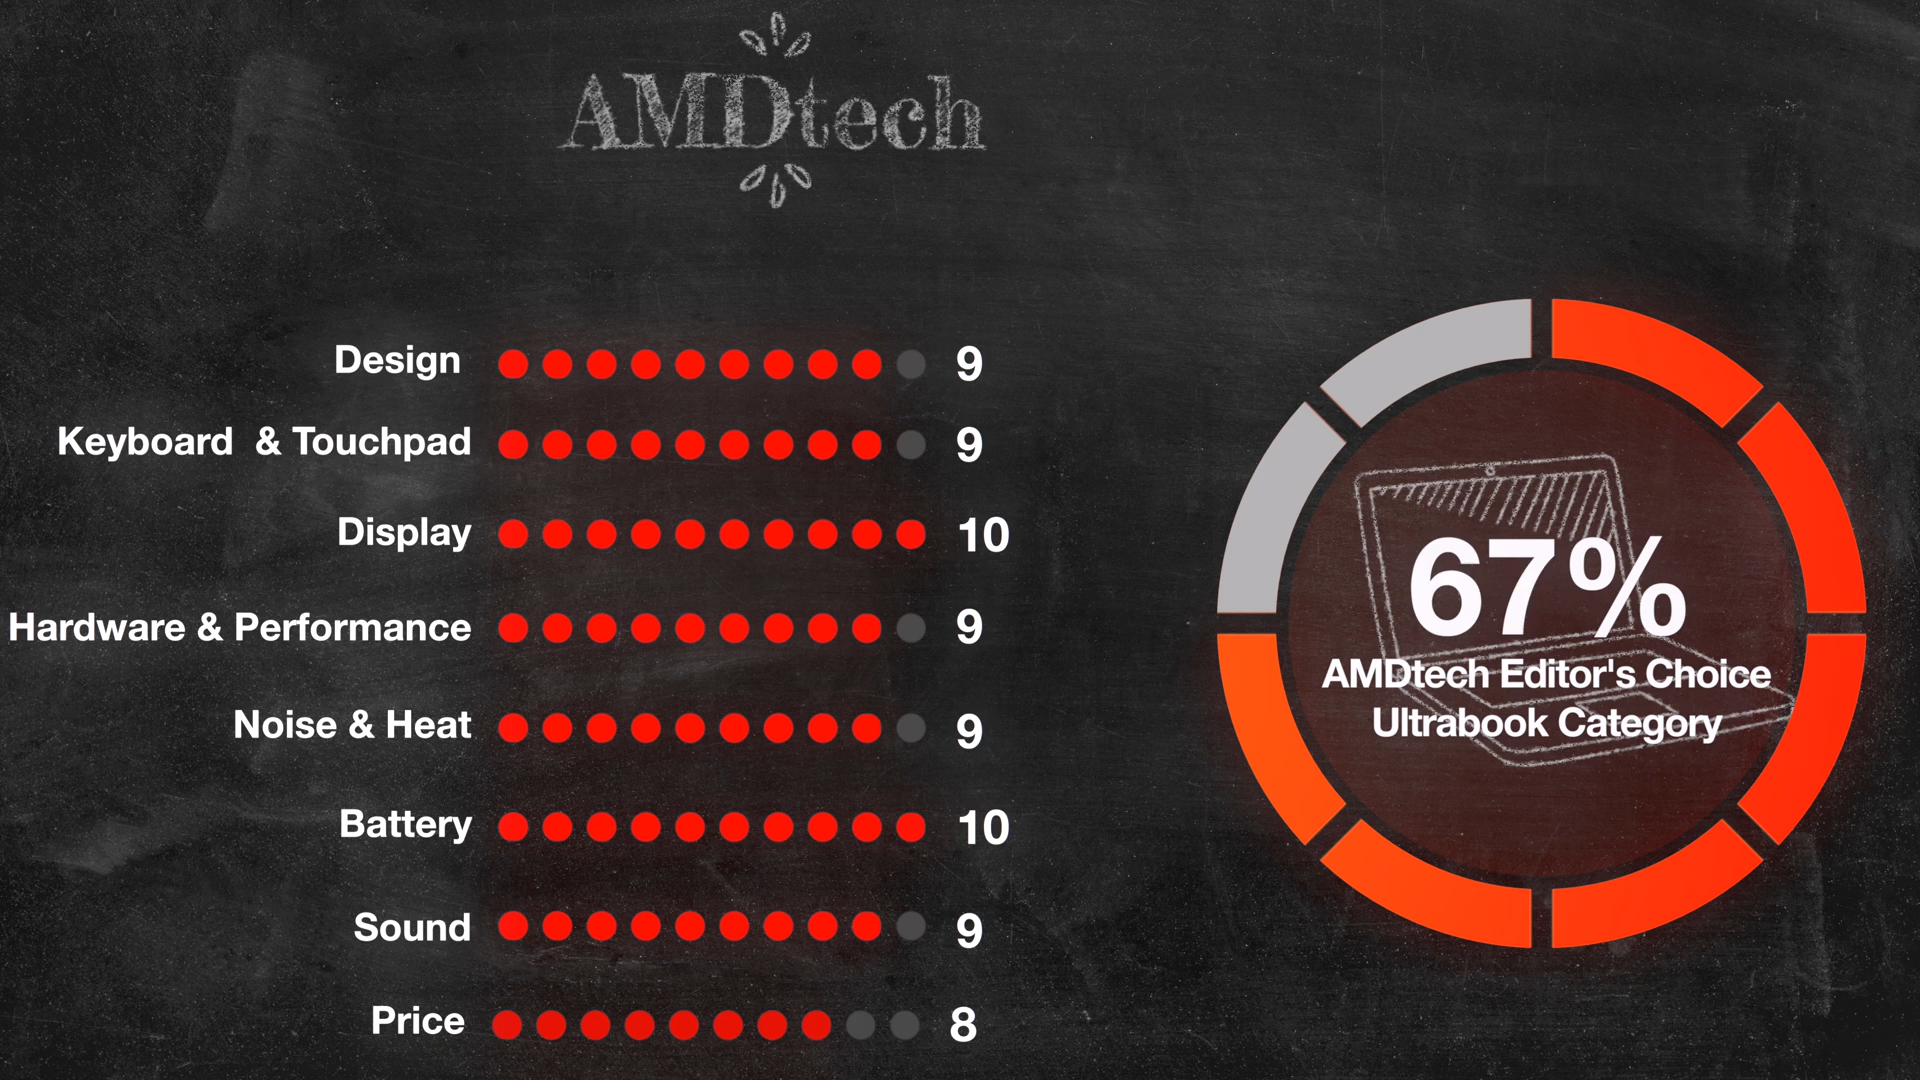 AMDtech
Design 9
Keyboard & Touchpad 9
Display 10
Hardware & Performance 9
Noise & Heat 9
Battery 10
Sound 9
Price 8
67%
AMDtech Editor's Choice
Ultrabook Category